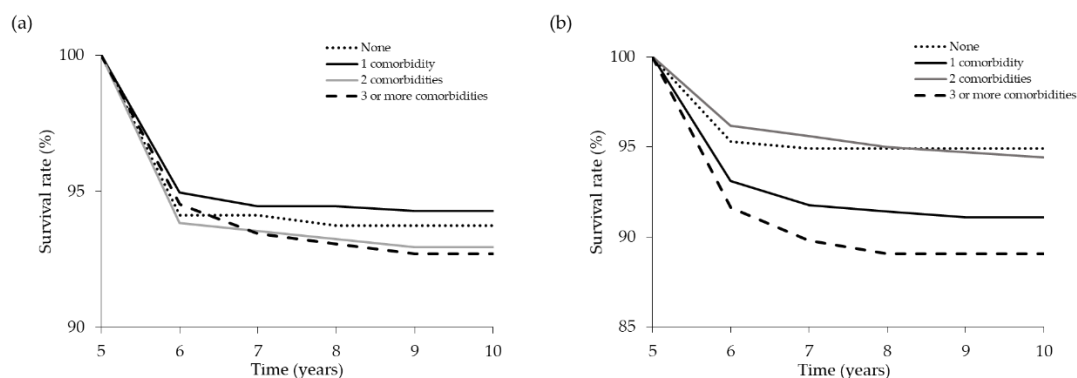 (a)
None
1 comorbidity
2 comorbidities
3 or more comorbidities
Survival rate (%)
100
95
90
5 6 7 8 9 10
Time (years)
(b)
None
1 comorbidity
2 comorbidities
3 or more comorbidities
Survival rate (%)
100
95
90
85
5 6 7 8 9 10
Time (years)